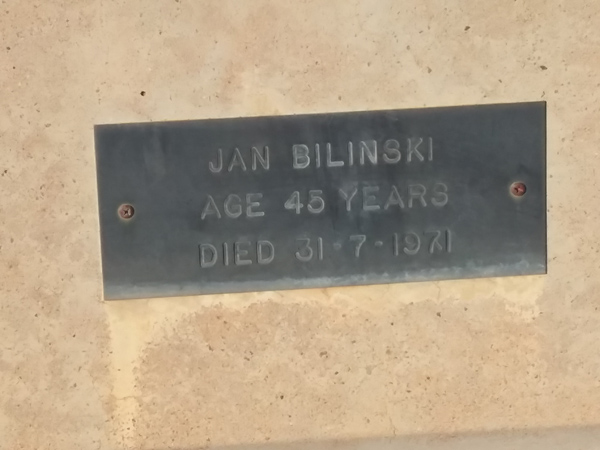 JAN BILINSKI
AGE 45 YEARS
DIED 31-7-1971